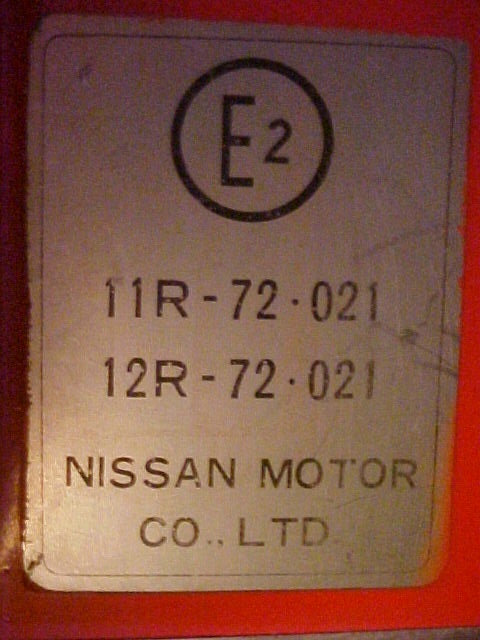 E2
11R-72·021
12R-72·021
NISSAN MOTOR
CO., LTD.